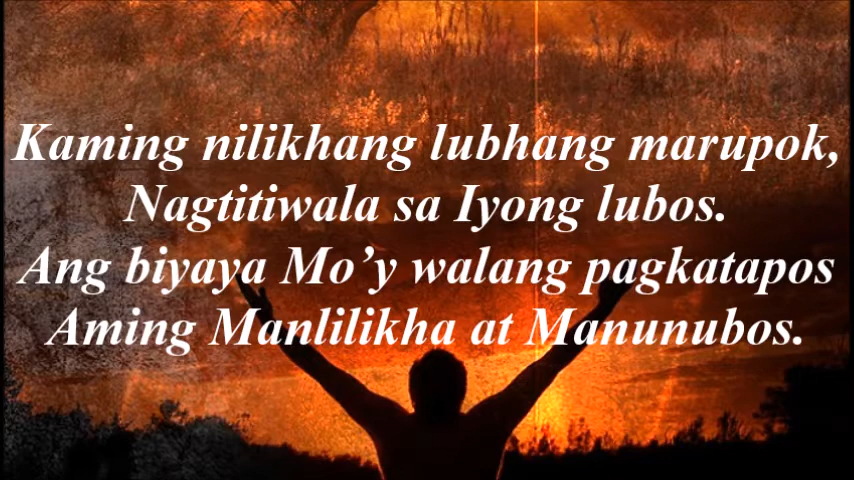 Kaming nilikhang lubhang marupok,
Nagtitiwala sa Iyong lubos.
Ang biyaya Mo’y walang pagkatapos
Aming Manlilikha at Manunubos.